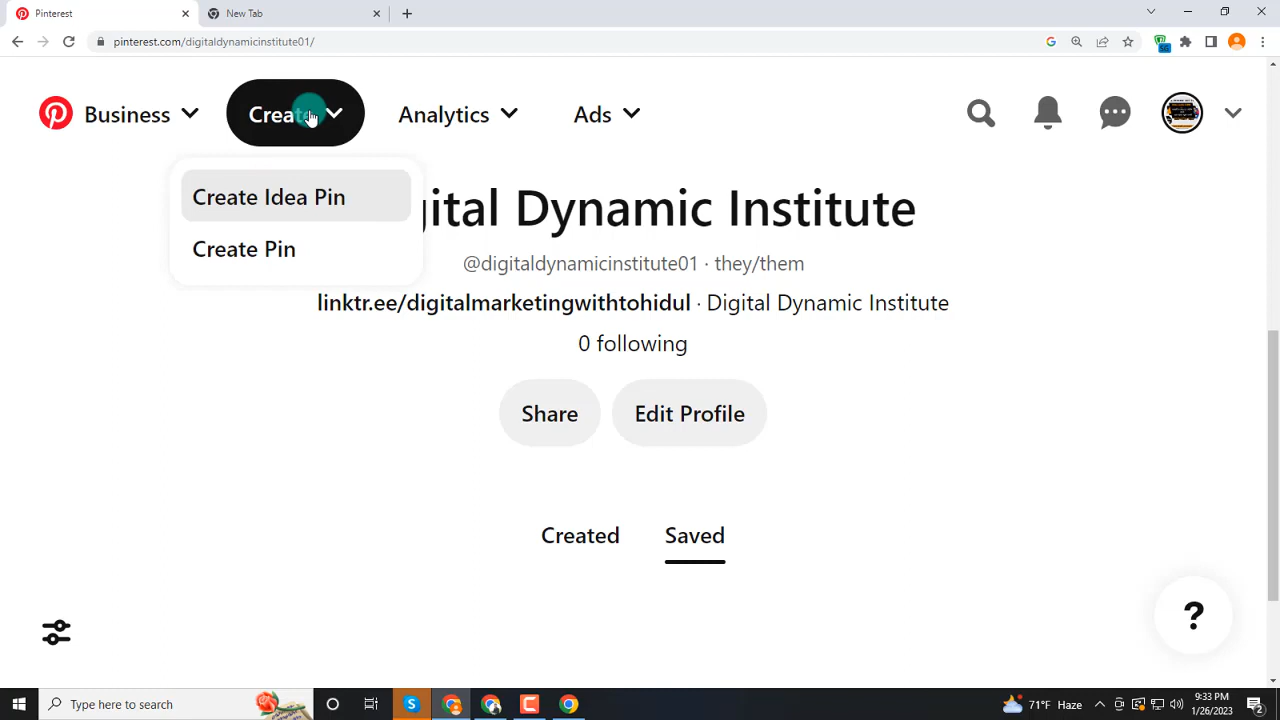 Pinterest
New Tab
pinterest.com/digitaldynamicinstitute01/
Business
Create
Analytics
Ads
Create Idea Pin
Create Pin
gital Dynamic Institute
@digitaldynamicinstitute01 · they/them
linktr.ee/digitalmarketingwithtohidul · Digital Dynamic Institute
0 following
Share
Edit Profile
Created
Saved
?
Type here to search
71°F Haze
9:33 PM
1/26/2023
2